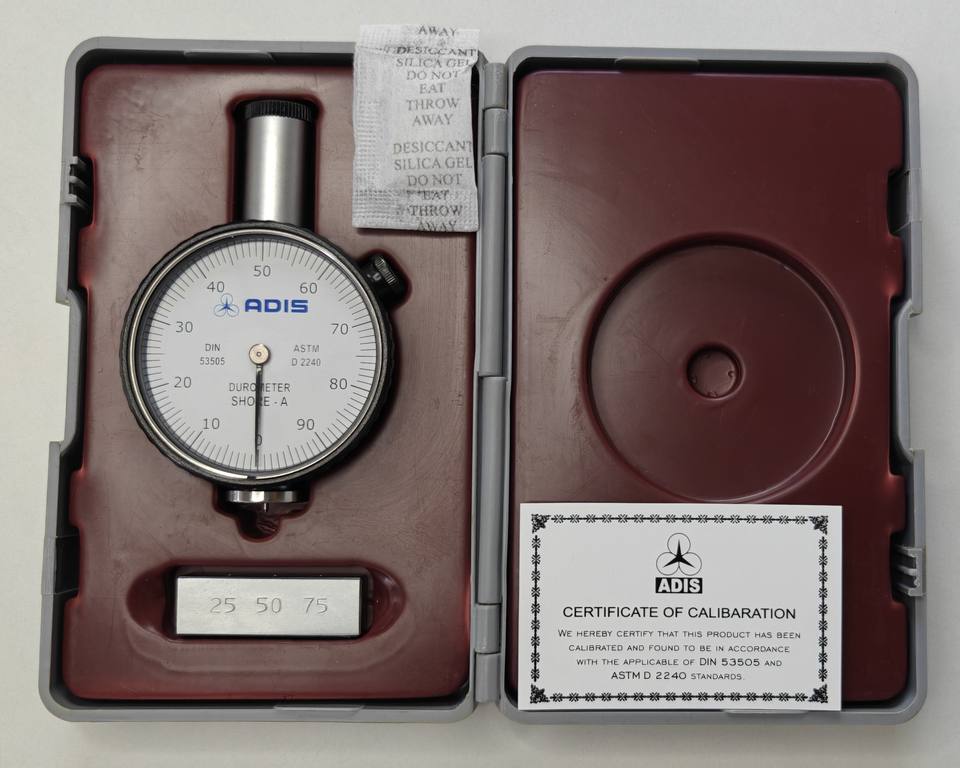 AWAY
DESICCANT
SILICA GEL
DO NOT
EAT
THROW
AWAY
DESICCANT
SILICA GEL
DO NOT
EAT
THROW
AWAY
50
40 60
ADIS
30 70
DIN ASTM
53505 D 2240
20 80
DUROMETER
SHORE - A
10 90
0
25 50 75
ADIS
CERTIFICATE OF CALIBARATION
WE HEREBY CERTIFY THAT THIS PRODUCT HAS BEEN
CALIBRATED AND FOUND TO BE IN ACCORDANCE
WITH THE APPLICABLE OF DIN 53505 AND
ASTM D 2240 STANDARDS.